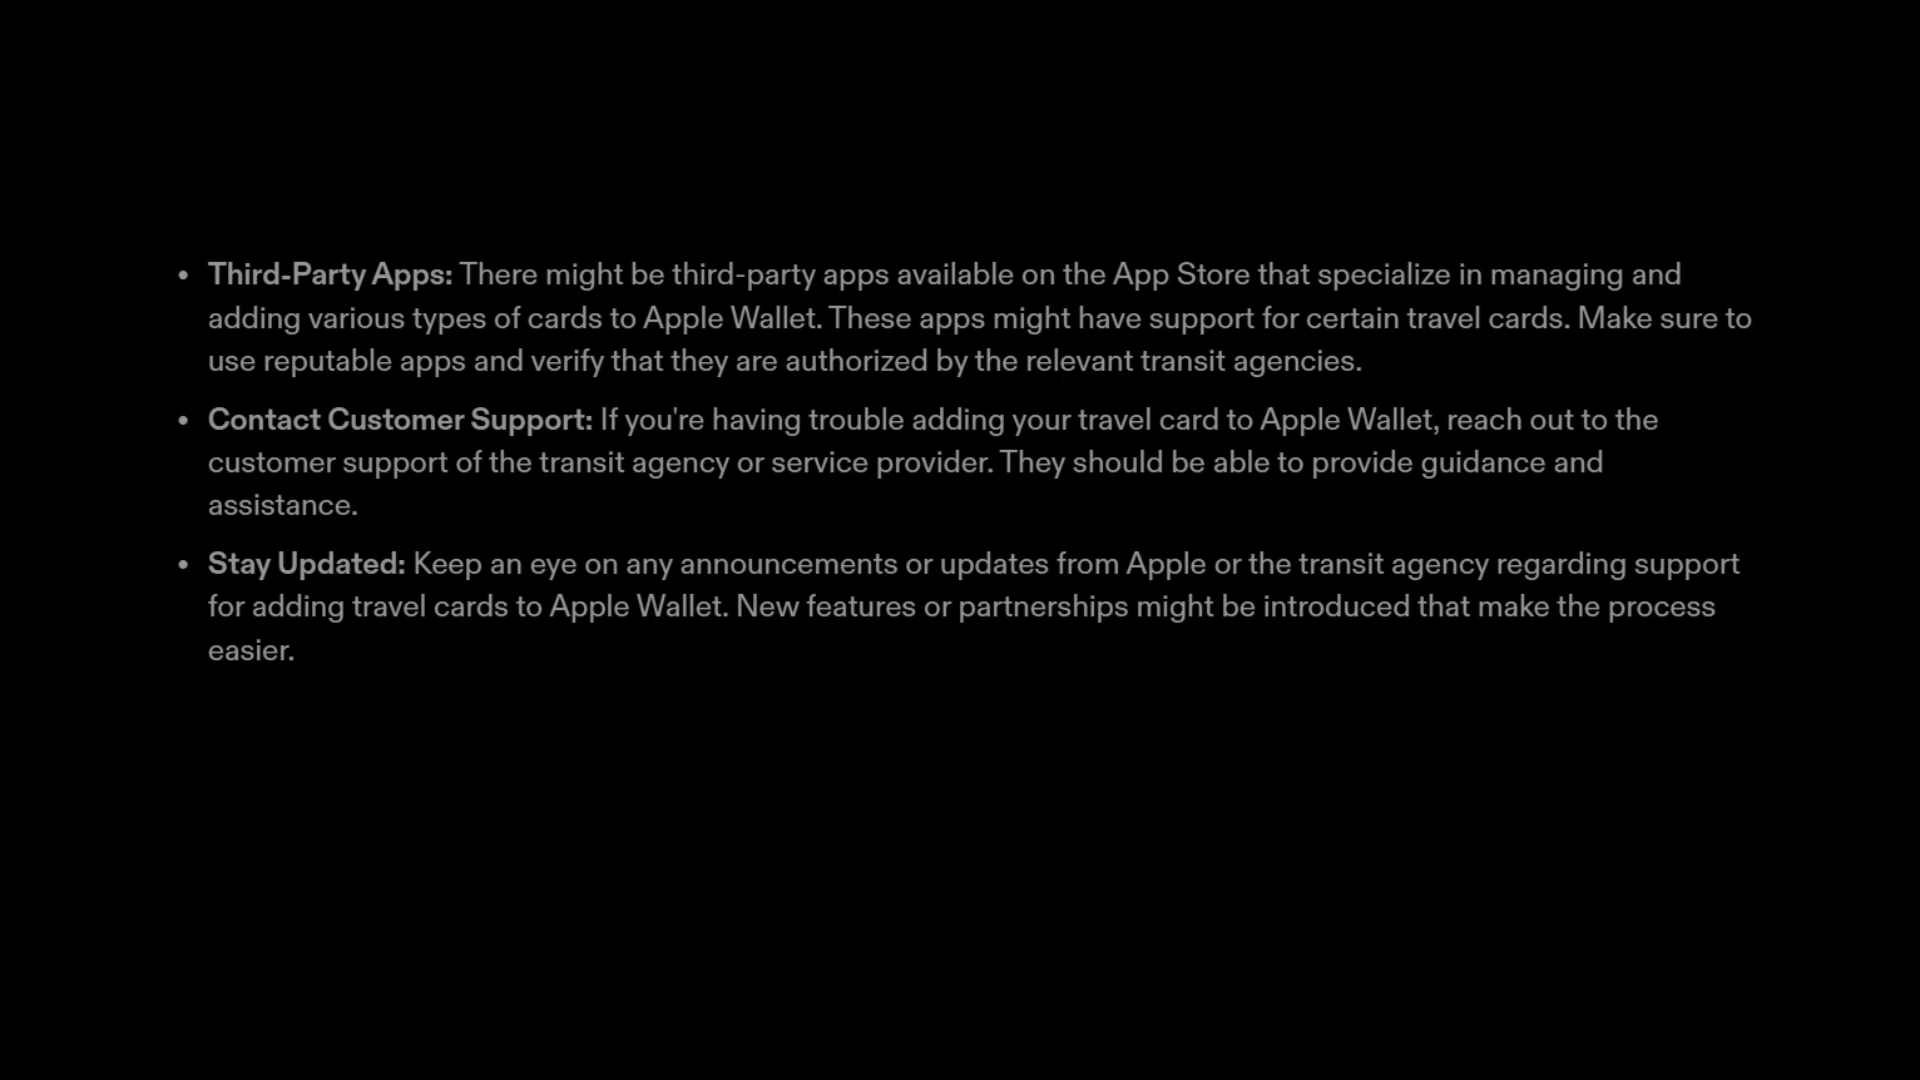 • Third-Party Apps: There might be third-party apps available on the App Store that specialize in managing and
adding various types of cards to Apple Wallet. These apps might have support for certain travel cards. Make sure to
use reputable apps and verify that they are authorized by the relevant transit agencies.
• Contact Customer Support: If you're having trouble adding your travel card to Apple Wallet, reach out to the
customer support of the transit agency or service provider. They should be able to provide guidance and
assistance.
• Stay Updated: Keep an eye on any announcements or updates from Apple or the transit agency regarding support
for adding travel cards to Apple Wallet. New features or partnerships might be introduced that make the process
easier.